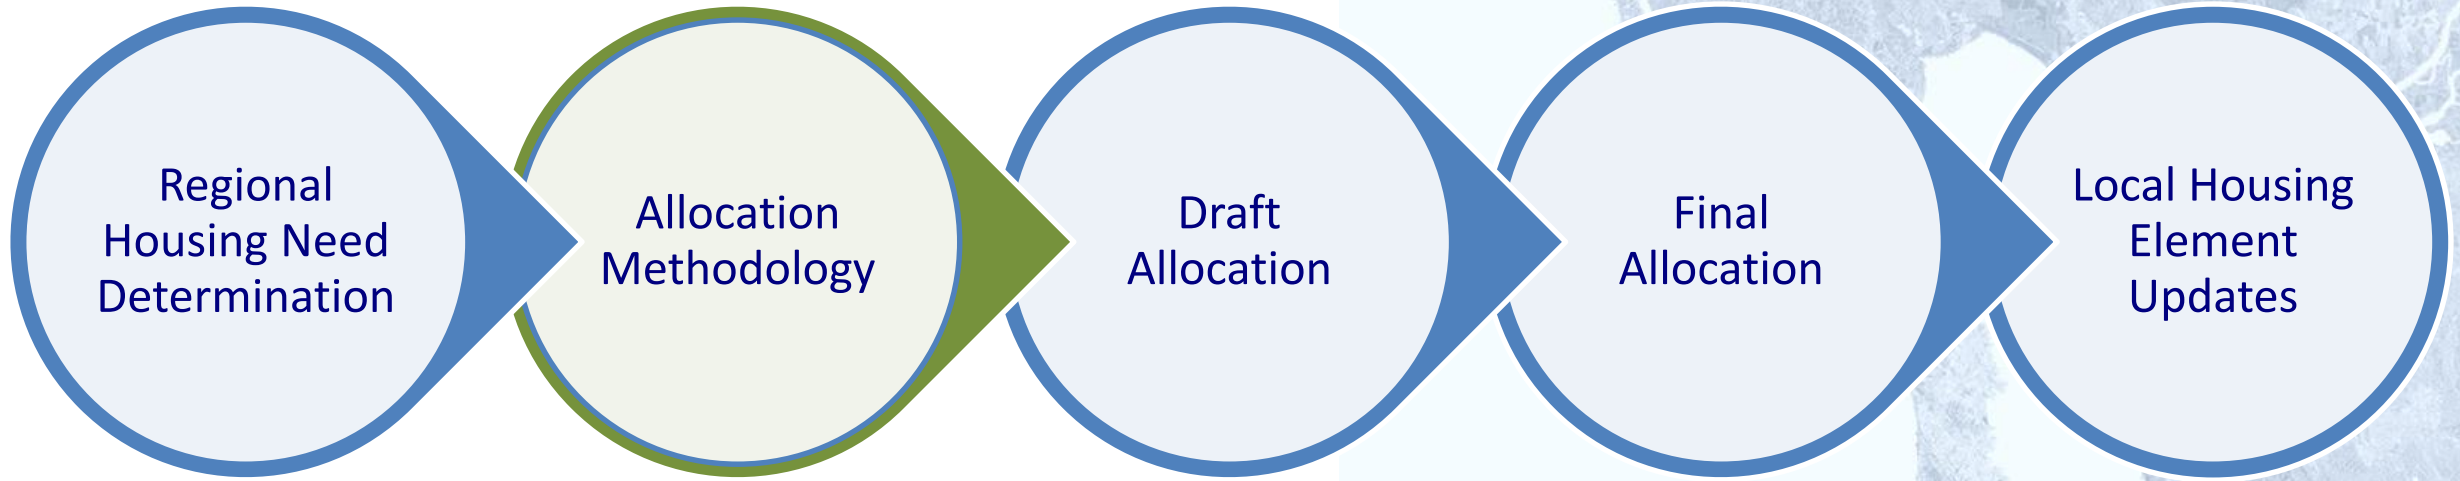 Regional
Housing Need
Determination
Allocation
Methodology
Draft
Allocation
Final
Allocation
Local Housing
Element
Updates